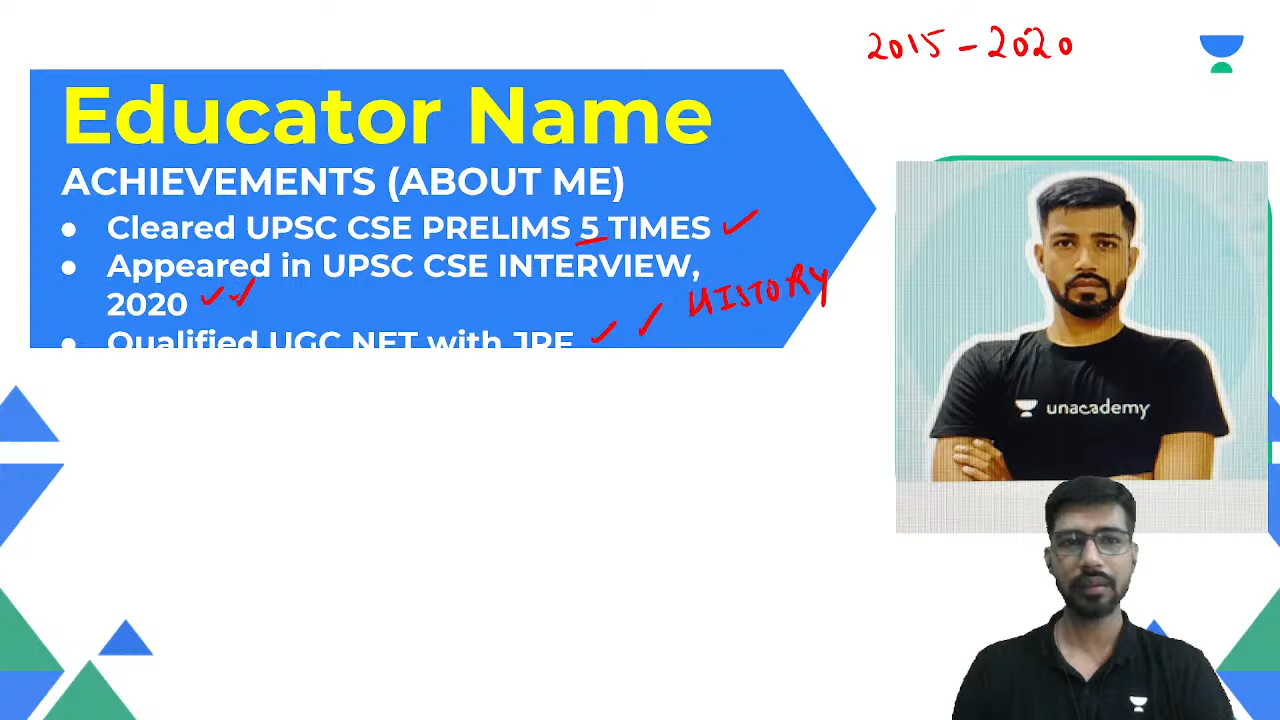 2015 - 2020
Educator Name
ACHIEVEMENTS (ABOUT ME)
● Cleared UPSC CSE PRELIMS 5 TIMES ✓
● Appeared in UPSC CSE INTERVIEW,
2020 ✓✓
HISTORY
● Qualified UGC NET with JRF ✓ ✓
unacademy